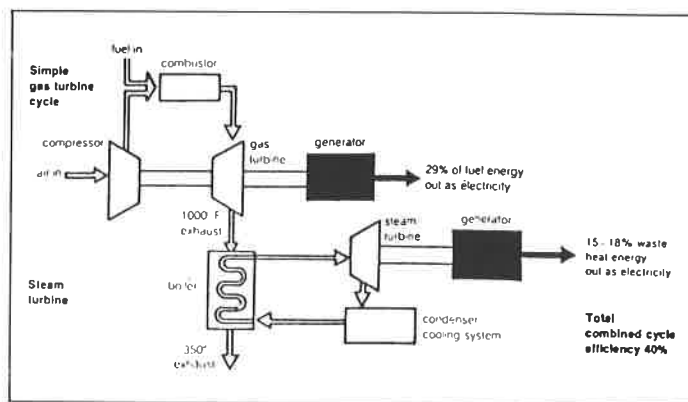 fuel in
combustor
Simple
gas turbine
cycle
compressor
gas
turbine
generator
air in
29% of fuel energy
out as electricity
1000° F
exhaust
steam
turbine
generator
15-18% waste
heat energy
out as electricity
Steam
turbine
boiler
condenser
cooling system
Total
combined cycle
efficiency 40%
350°
exhaust